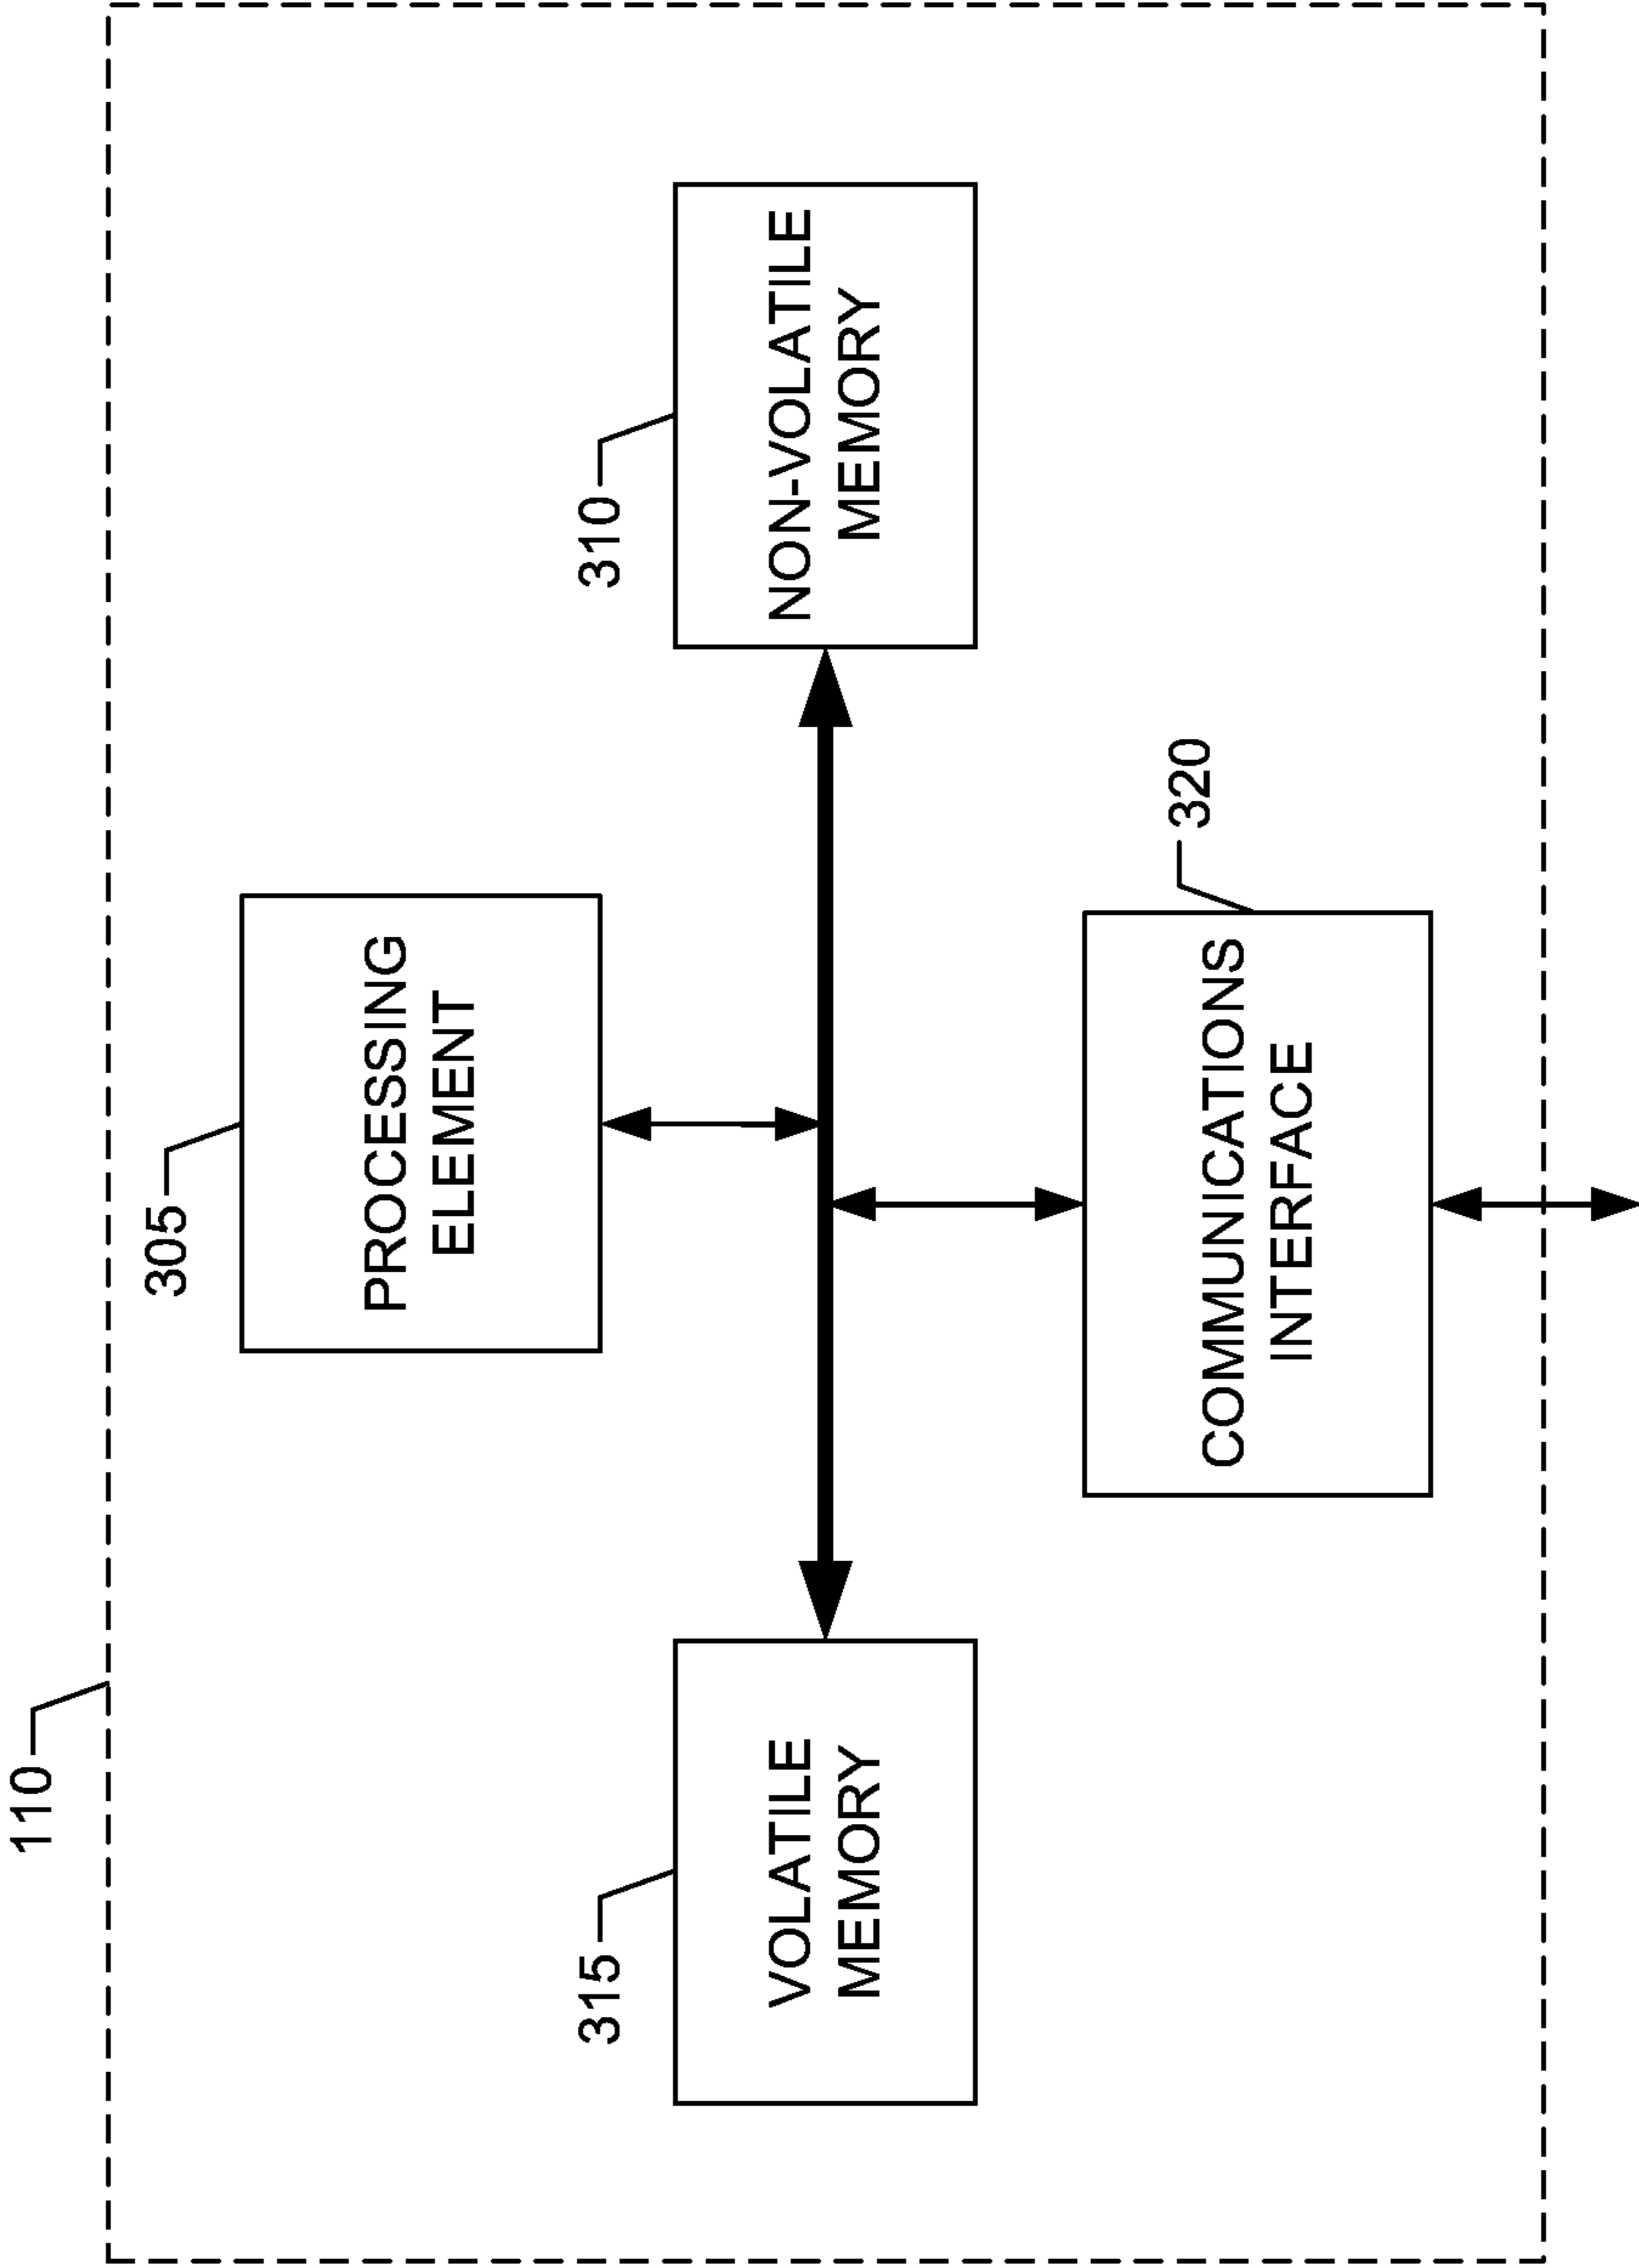 110
305
PROCESSING
ELEMENT
315
VOLATILE
MEMORY
310
NON-VOLATILE
MEMORY
320
COMMUNICATIONS
INTERFACE